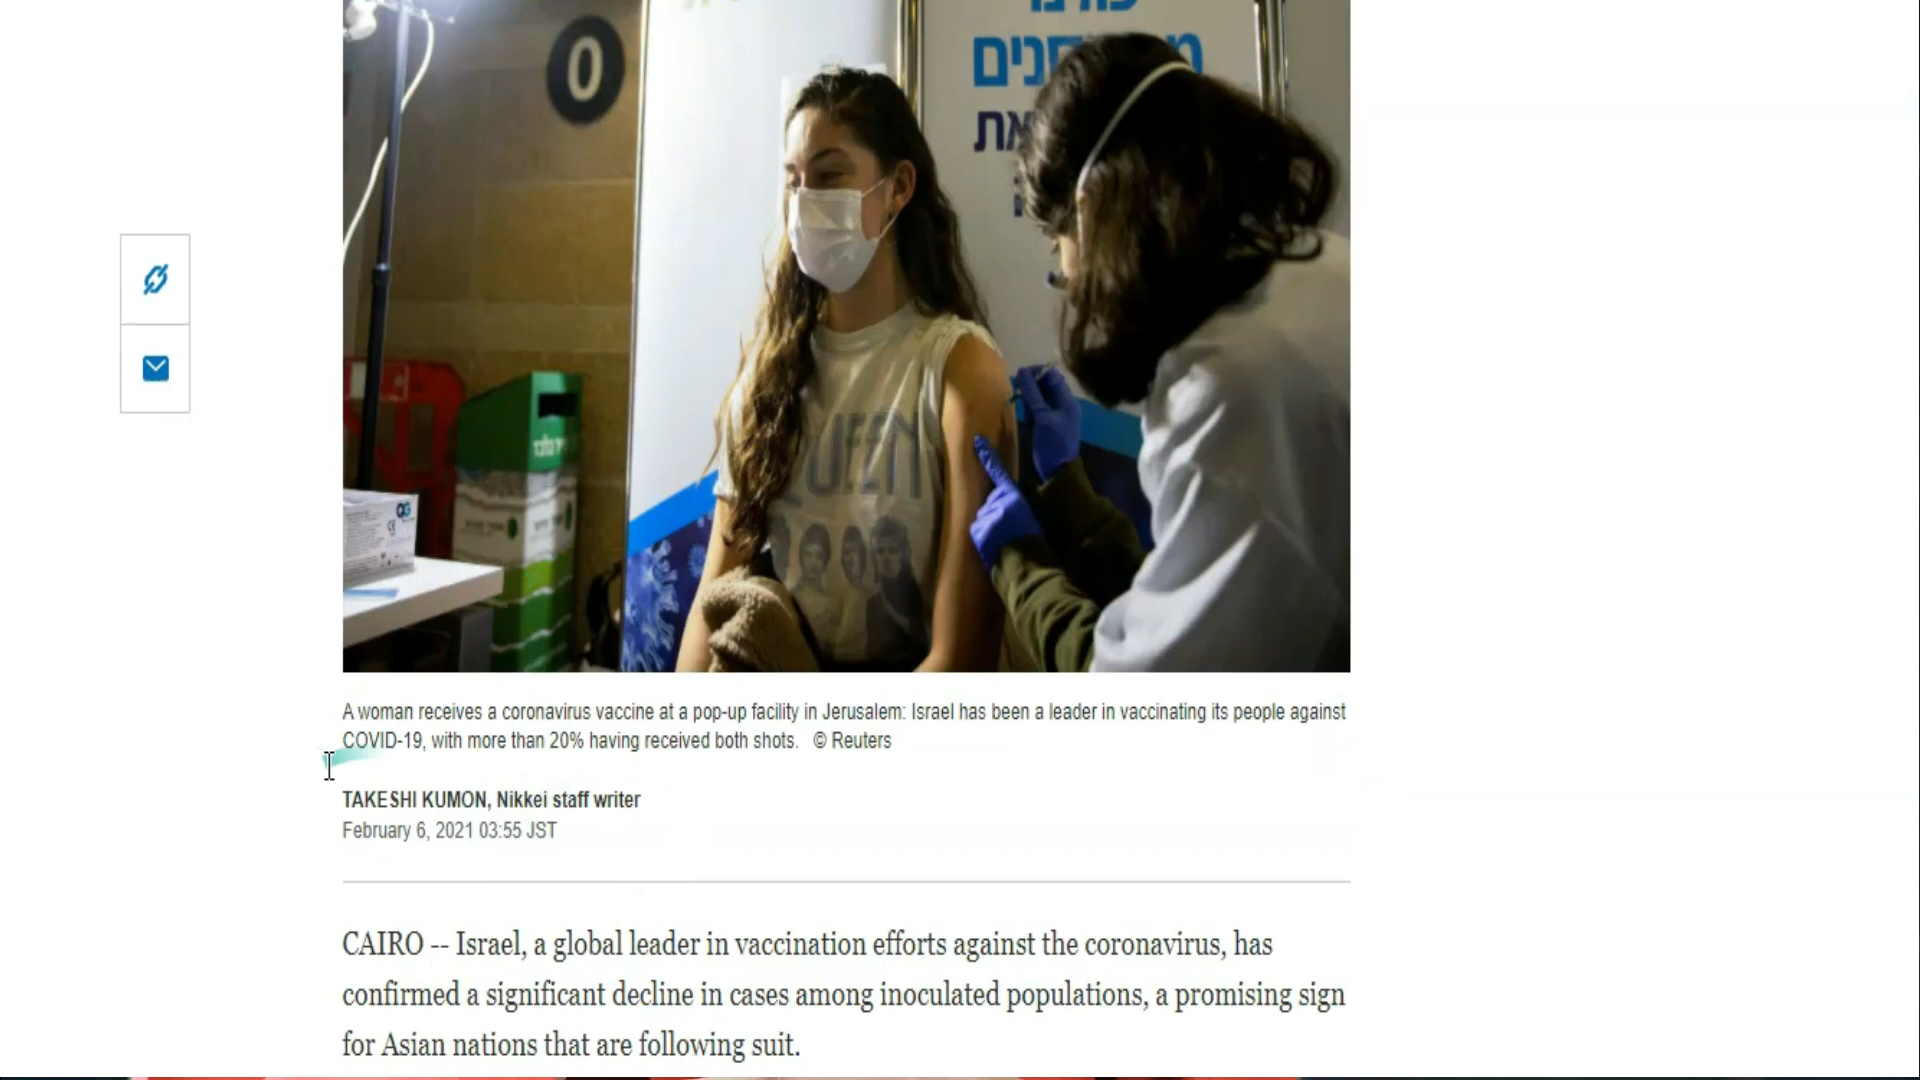 0
נים
את
QUEEN
A woman receives a coronavirus vaccine at a pop-up facility in Jerusalem: Israel has been a leader in vaccinating its people against
COVID-19, with more than 20% having received both shots. © Reuters
TAKESHI KUMON, Nikkei staff writer
February 6, 2021 03:55 JST
CAIRO -- Israel, a global leader in vaccination efforts against the coronavirus, has
confirmed a significant decline in cases among inoculated populations, a promising sign
for Asian nations that are following suit.